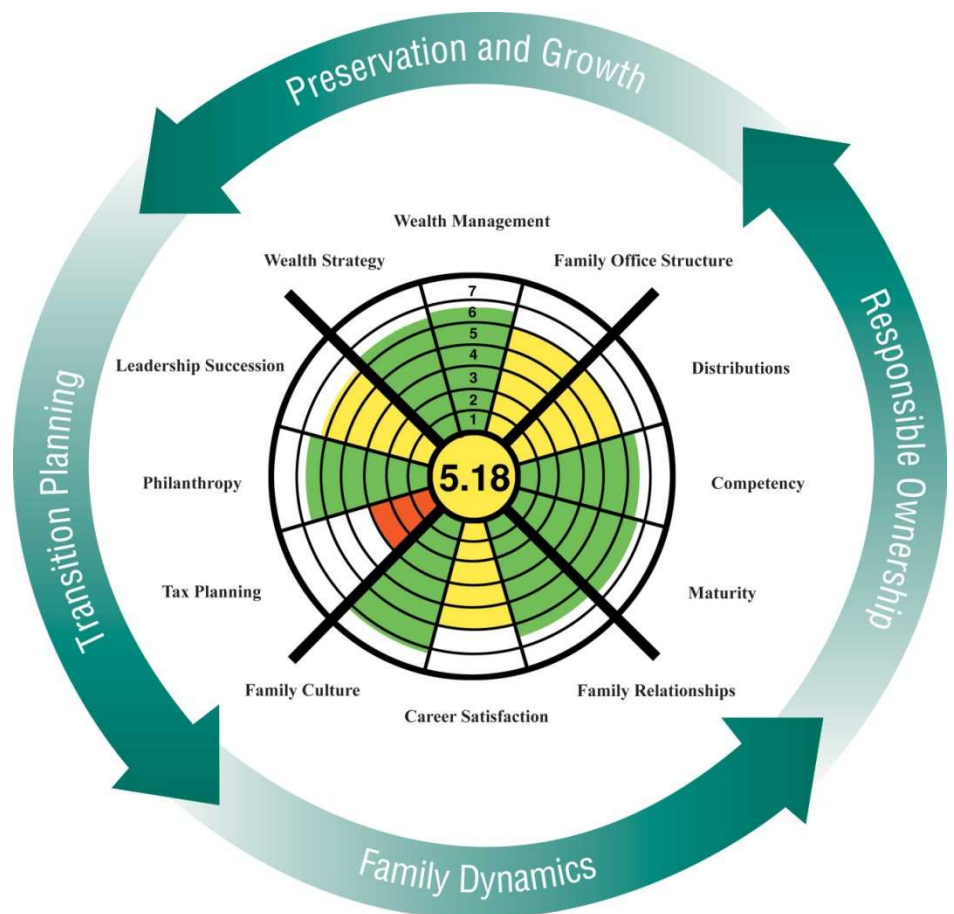 Preservation and Growth
Wealth Management
Wealth Strategy
Family Office Structure
7
6
5
4
3
2
1
Leadership Succession
Distributions
Philanthropy
5.18
Competency
Tax Planning
Maturity
Family Culture
Family Relationships
Career Satisfaction
Transition Planning
Responsible Ownership
Family Dynamics